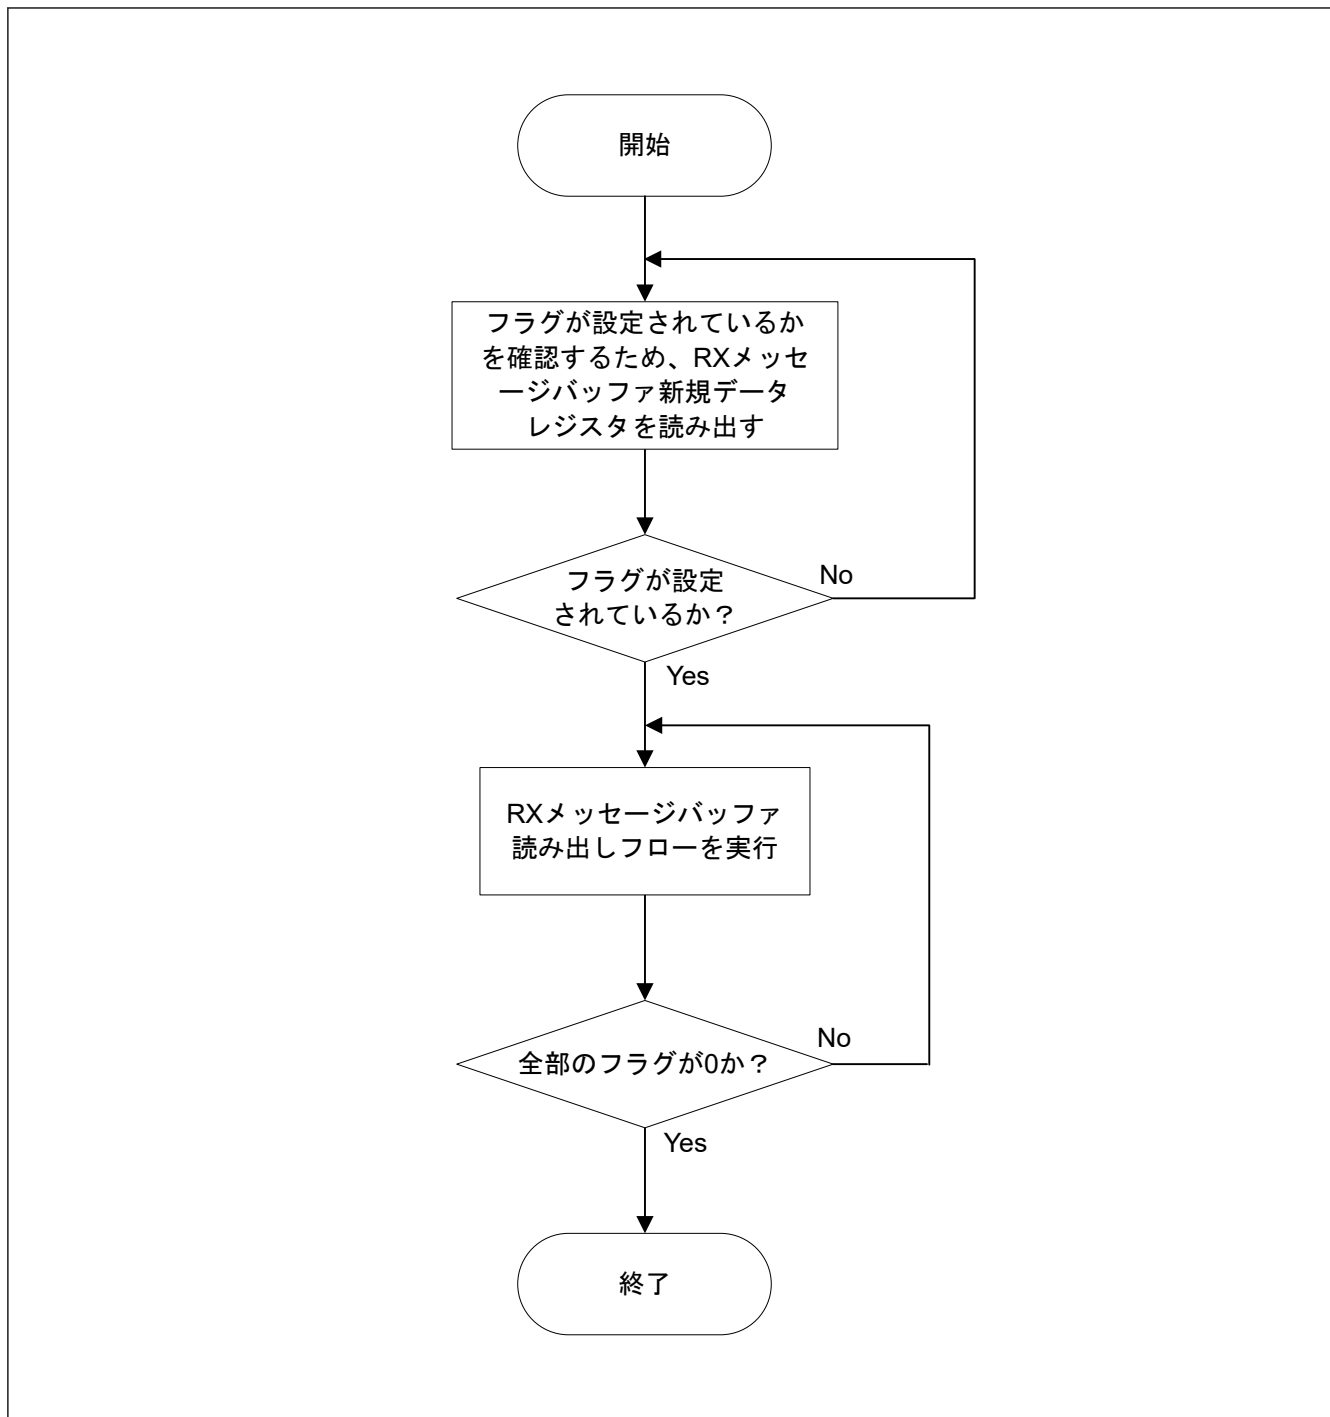 開始
フラグが設定されているか
を確認するため、RXメッセ
ージバッファ新規データ
レジスタを読み出す
フラグが設定
されているか？
No
Yes
RXメッセージバッファ
読み出しフローを実行
全部のフラグが0か？
No
Yes
終了